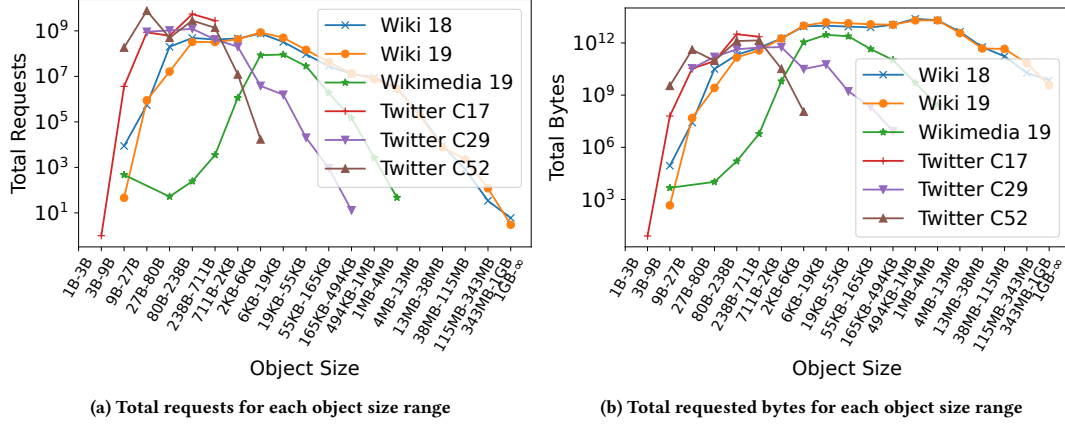 10^9
10^7
10^5
10^3
10^1
Total Requests
Wiki 18
Wiki 19
Wikimedia 19
Twitter C17
Twitter C29
Twitter C52
1B-3B
3B-9B
9B-27B
27B-80B
80B-238B
238B-711B
711B-2KB
2KB-6KB
6KB-19KB
19KB-55KB
55KB-165KB
165KB-494KB
494KB-1MB
1MB-4MB
4MB-13MB
13MB-38MB
38MB-115MB
115MB-343MB
343MB-1GB
1GB-∞
Object Size
(a) Total requests for each object size range
10^12
10^9
10^6
10^3
Total Bytes
Wiki 18
Wiki 19
Wikimedia 19
Twitter C17
Twitter C29
Twitter C52
1B-3B
3B-9B
9B-27B
27B-80B
80B-238B
238B-711B
711B-2KB
2KB-6KB
6KB-19KB
19KB-55KB
55KB-165KB
165KB-494KB
494KB-1MB
1MB-4MB
4MB-13MB
13MB-38MB
38MB-115MB
115MB-343MB
343MB-1GB
1GB-∞
Object Size
(b) Total requested bytes for each object size range